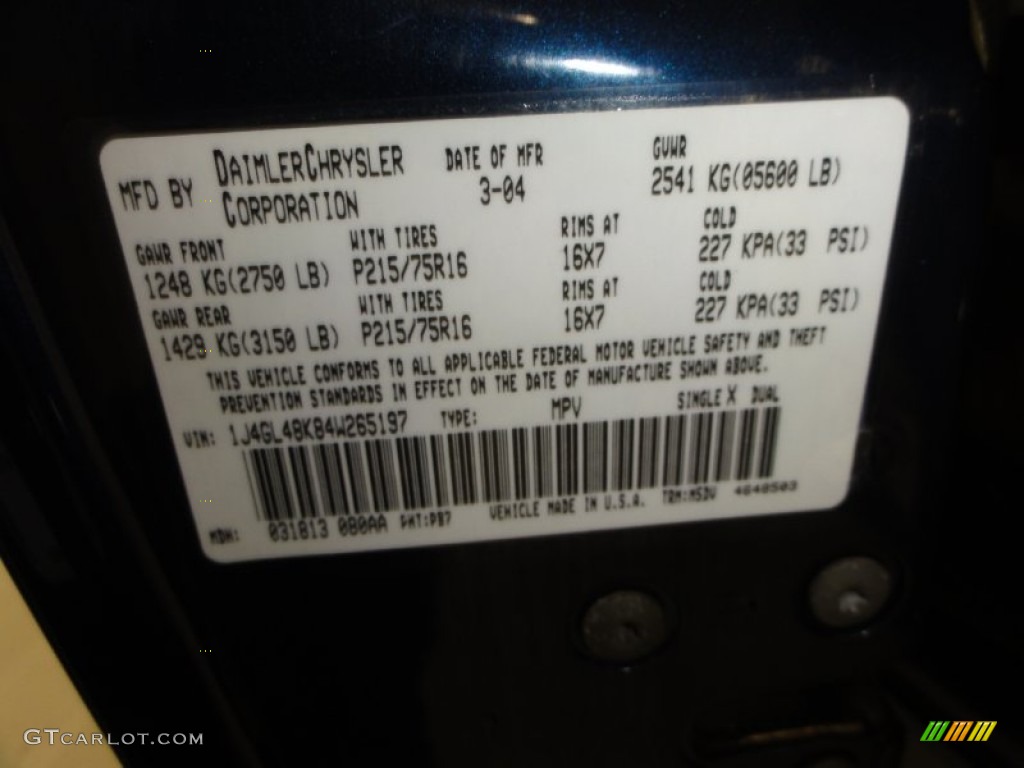 MFD BY DAIMLERCHRYSLER CORPORATION DATE OF MFR 3-04 GVWR 2541 KG(05600 LB)
GAWR FRONT WITH TIRES RIMS AT COLD
1248 KG(2750 LB) P215/75R16 16X7 227 KPA(33 PSI)
GAWR REAR WITH TIRES RIMS AT COLD
1429 KG(3150 LB) P215/75R16 16X7 227 KPA(33 PSI)
THIS VEHICLE CONFORMS TO ALL APPLICABLE FEDERAL MOTOR VEHICLE SAFETY AND THEFT
PREVENTION STANDARDS IN EFFECT ON THE DATE OF MANUFACTURE SHOWN ABOVE.
VIN: 1J4GL48K84W265197 TYPE: MPV SINGLE X DUAL
MDH: 031813 080AA PNT:PB7 VEHICLE MADE IN U.S.A. TRM:MSDV 4648503
GTCARLOT.COM